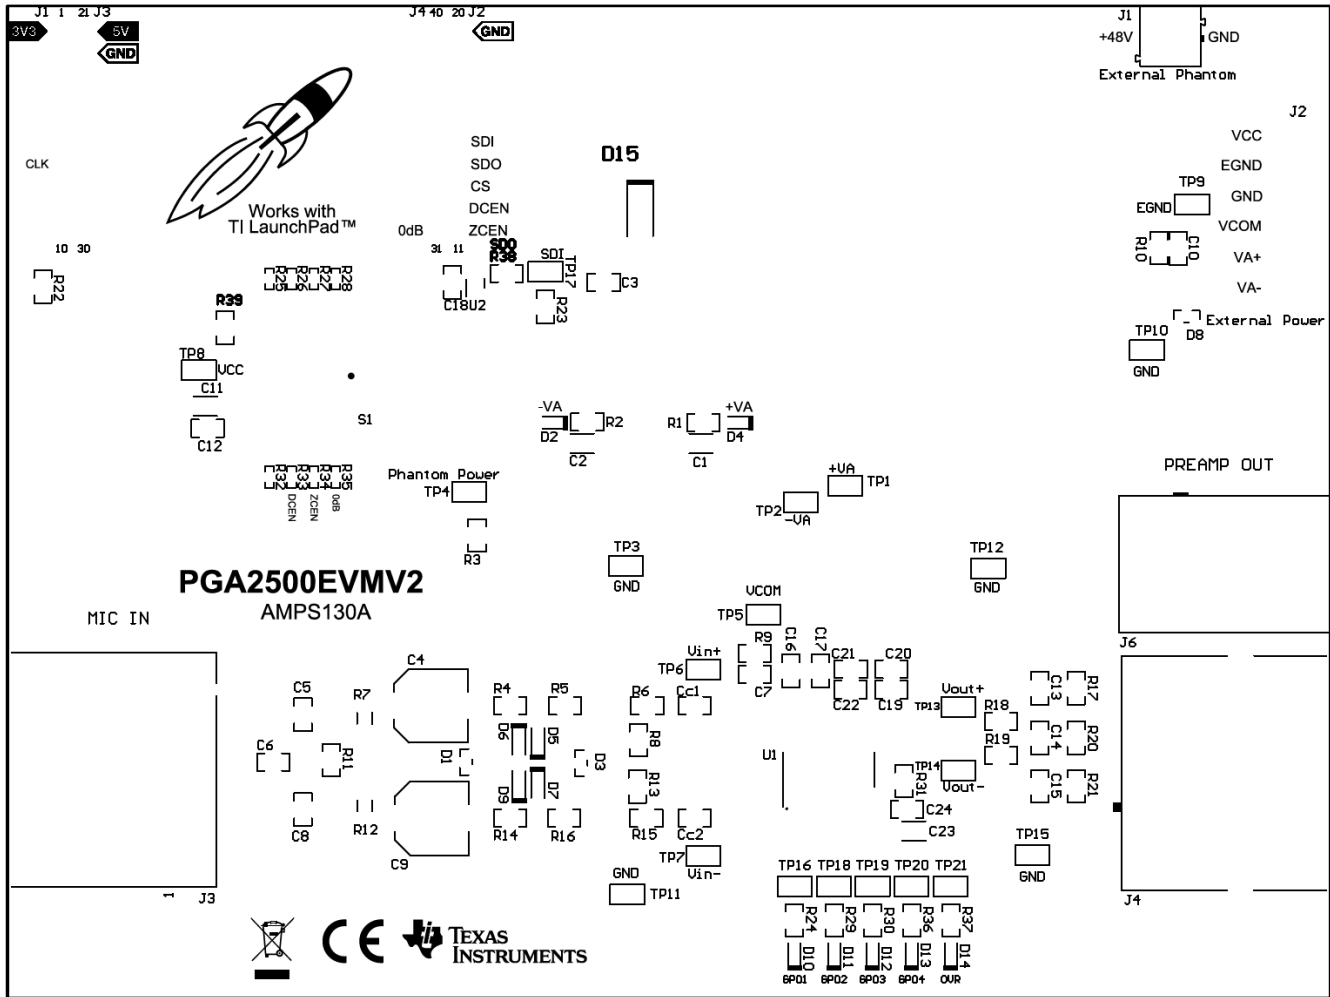 J1 1 21 J3
J4 40 20 J2
3V3
5V
GND
GND
J1
+48V
GND
External Phantom
J2
VCC
EGND
GND
VCOM
VA+
VA-
External Power
TP9
EGND
R10
C10
D8
TP10
GND
CLK
Works with
TI LaunchPad™
SDI
SDO
CS
DCEN
ZCEN
0dB
D15
10 30
31 11
R22
R25
R26
R27
R28
SDO
R38
SDI
TP17
C3
C18
U2
R23
R39
TP8
VCC
C11
C12
S1
-VA
D2
R2
C2
R1
+VA
D4
C1
R32
R33
R34
R35
DCEN
ZCEN
0dB
Phantom Power
TP4
R3
+VA
TP1
TP2
-VA
PREAMP OUT
TP3
GND
TP12
GND
PGA2500EVMV2
AMPS130A
MIC IN
VCOM
TP5
J6
Vin+
TP6
R9
C7
C16
C17
C21
C20
C22
C19
C4
C5
R7
R4
R5
R6
Cc1
Vout+
TP13
R18
C13
R17
C6
R11
D1
D6
D5
D3
R8
U1
R19
C14
R20
TP14
Vout-
R31
C8
R12
D9
D7
R13
C24
C15
R21
C9
R14
R16
R15
Cc2
C23
TP7
Vin-
TP15
GND
1
J3
GND
TP11
J4
TP16
TP18
TP19
TP20
TP21
R24
R29
R30
R36
R37
D10
D11
D12
D13
D14
GPO1
GPO2
GPO3
GPO4
OVR
CE
TEXAS
INSTRUMENTS